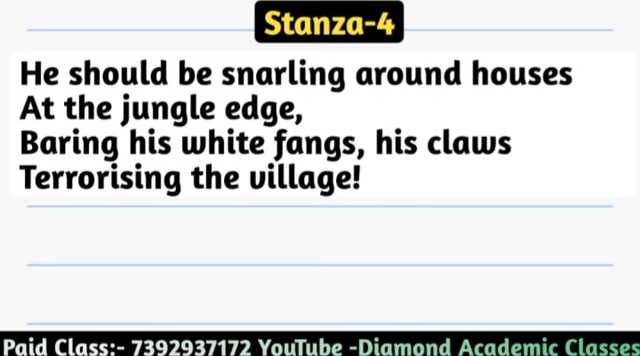 Stanza-4
He should be snarling around houses
At the jungle edge,
Baring his white fangs, his claws
Terrorising the village!
Paid Class:- 7392937172 YouTube -Diamond Academic Classes